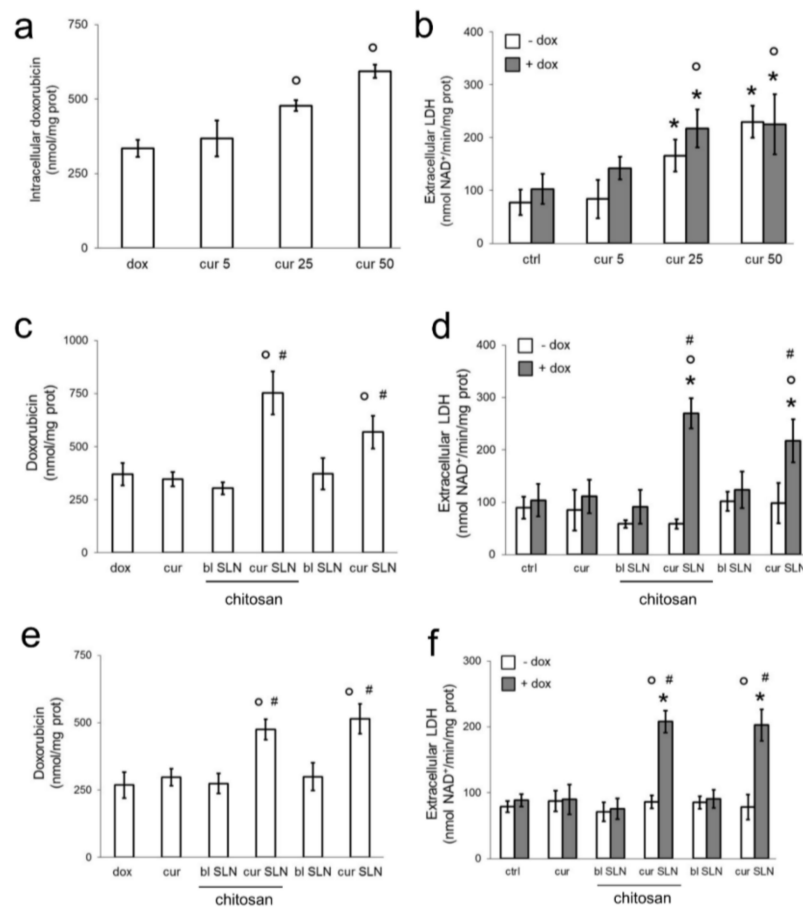 a
750
500
250
0
Intracellular doxorubicin
(nmol/mg prot)
dox cur 5 cur 25 cur 50
b
400
300
200
100
0
Extracellular LDH
(nmol NAD⁺/min/mg prot)
- dox
+ dox
* * * *
ctrl cur 5 cur 25 cur 50
c
1000
750
500
250
0
Doxorubicin
(nmol/mg prot)
# #
dox cur bl SLN cur SLN bl SLN cur SLN
chitosan
d
400
300
200
100
0
Extracellular LDH
(nmol NAD⁺/min/mg prot)
- dox
+ dox
# #
* *
ctrl cur bl SLN cur SLN bl SLN cur SLN
chitosan
e
750
500
250
0
Doxorubicin
(nmol/mg prot)
# #
dox cur bl SLN cur SLN bl SLN cur SLN
chitosan
f
300
200
100
0
Extracellular LDH
(nmol NAD⁺/min/mg prot)
- dox
+ dox
# #
* *
ctrl cur bl SLN cur SLN bl SLN cur SLN
chitosan